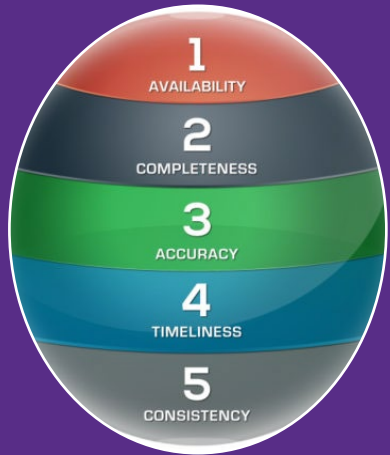 1
AVAILABILITY
2
COMPLETENESS
3
ACCURACY
4
TIMELINESS
5
CONSISTENCY